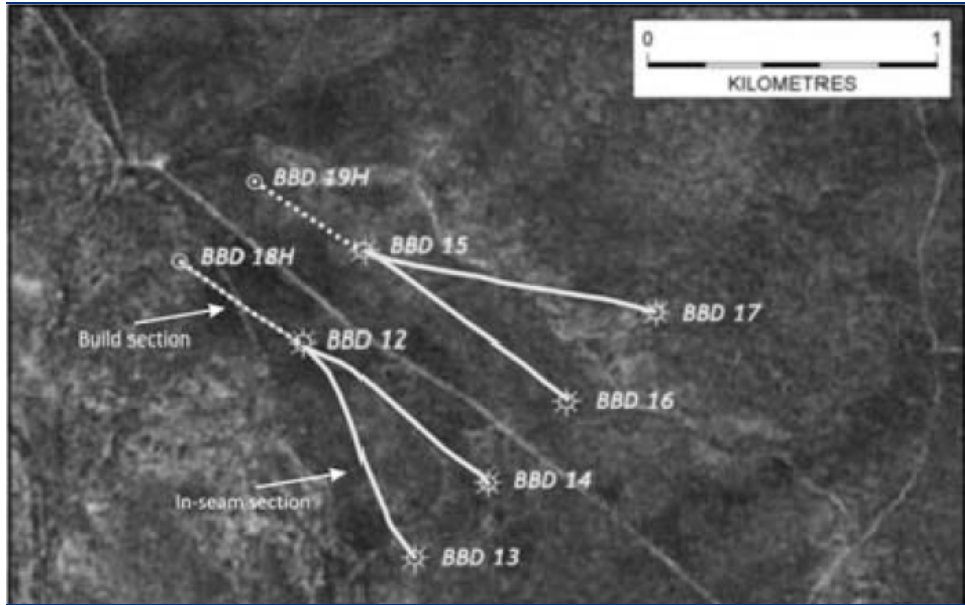 0 1
KILOMETRES
BBD 19H
BBD 15
BBD 18H
BBD 17
Build section
BBD 12
BBD 16
BBD 14
In-seam section
BBD 13